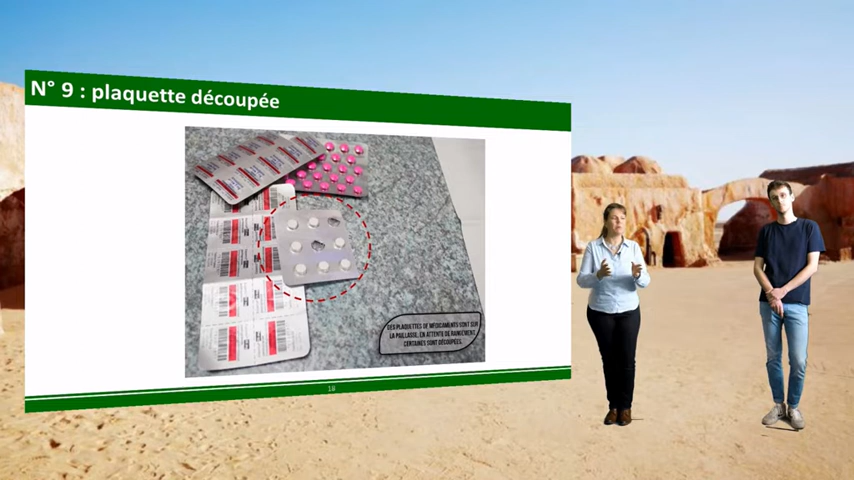 N° 9 : plaquette découpée
DES PLAQUETTES DE MÉDICAMENTS SONT SUR
LA PAILLASSE, EN ATTENTE DE RANGEMENT.
CERTAINES SONT DÉCOUPÉES.
18